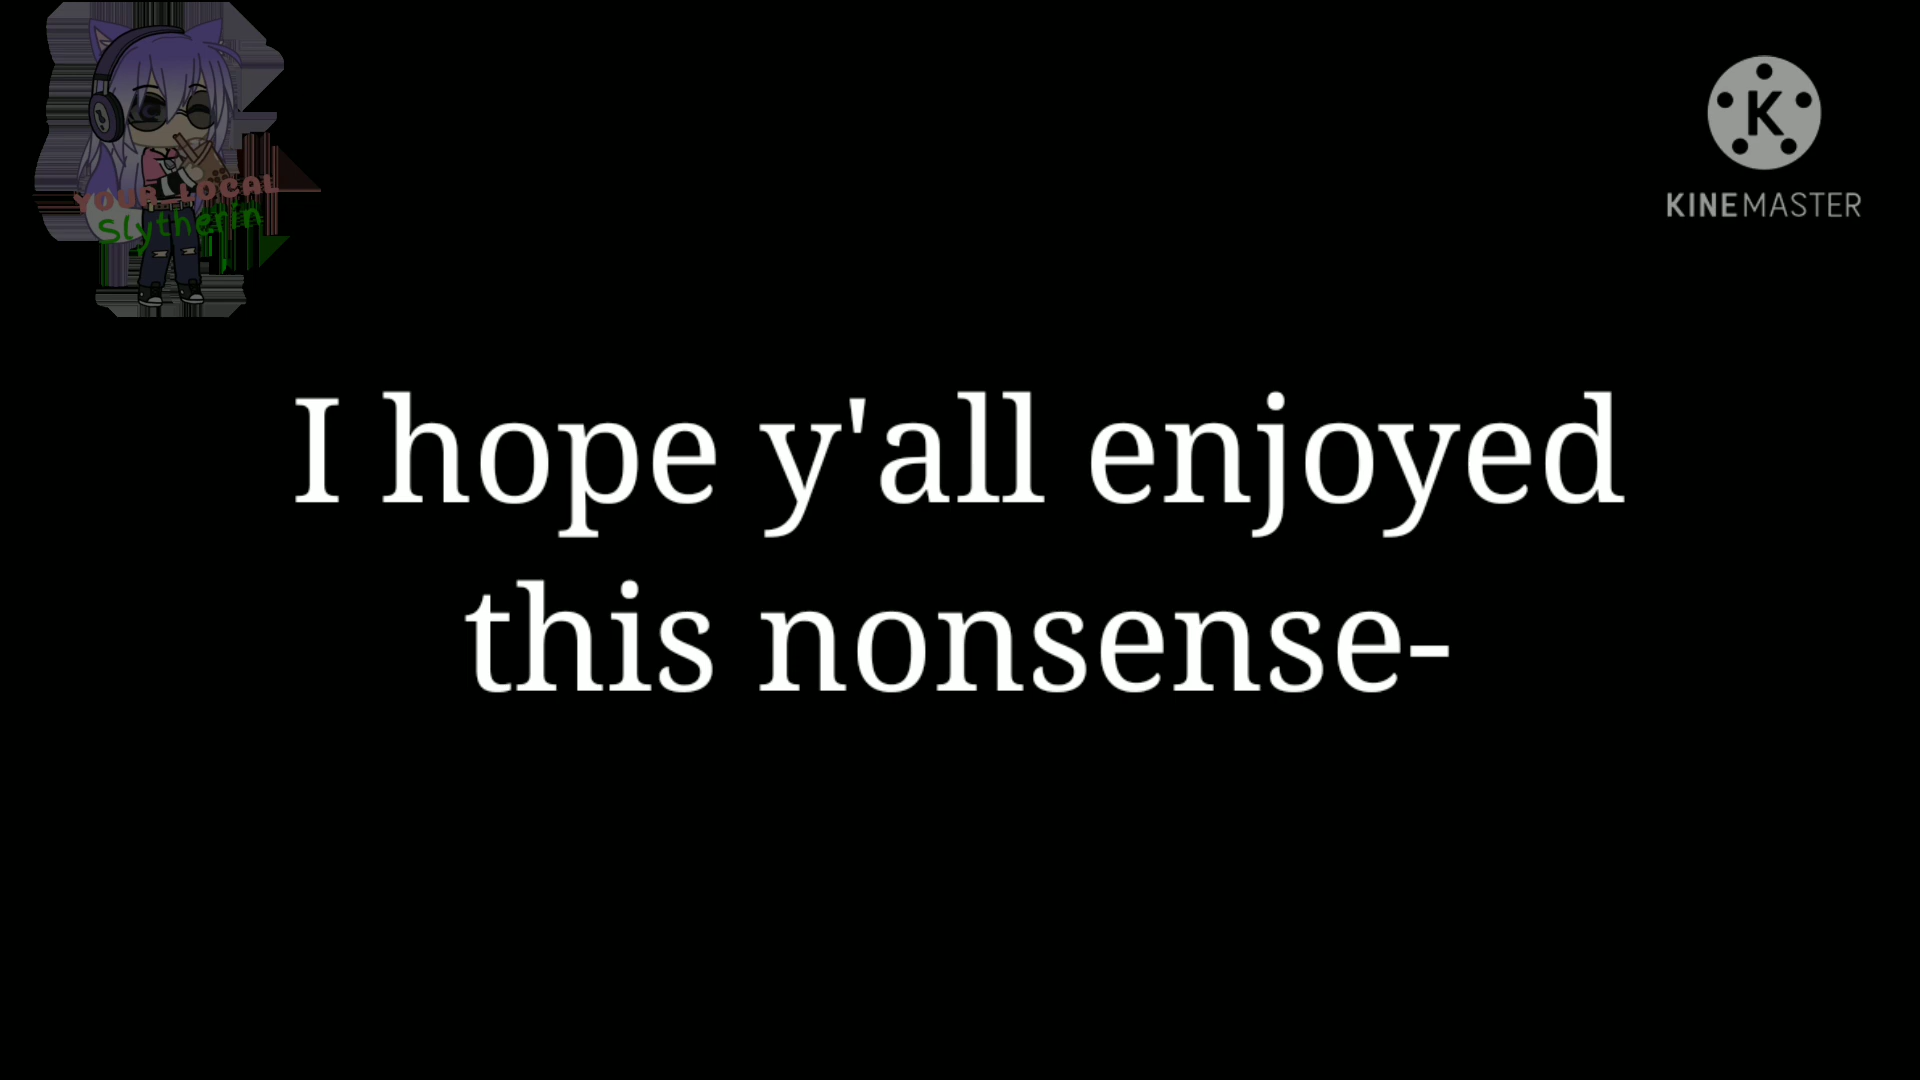 YOUR LOCAL
Slytherin
K
KINEMASTER
I hope y'all enjoyed
this nonsense-